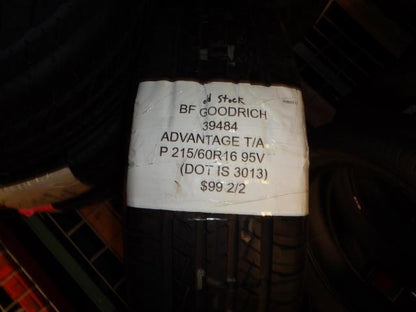 old stock
BF GOODRICH
39484
ADVANTAGE T/A
P 215/60R16 95V
(DOT IS 3013)
$99 2/2